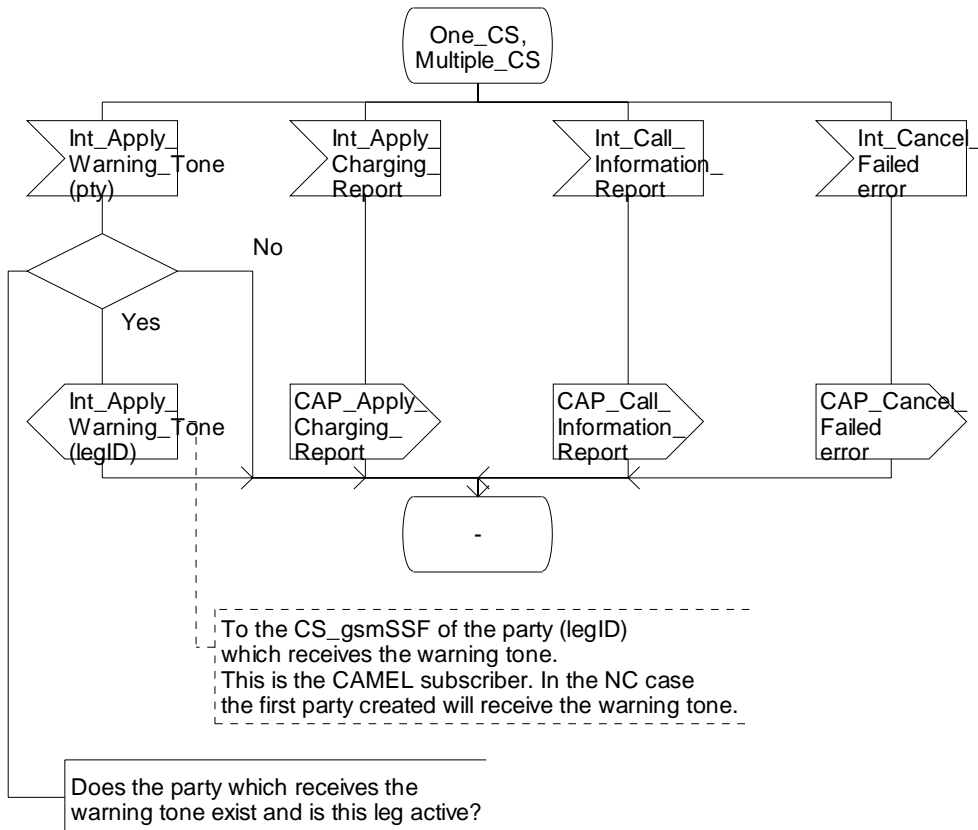 One_CS,
Multiple_CS
Int_Apply_
Warning_Tone
(pty)
Int_Apply_
Charging_
Report
Int_Call_
Information_
Report
Int_Cancel_
Failed
error
No
Yes
Int_Apply_
Warning_Tone
(legID)
CAP_Apply_
Charging_
Report
CAP_Call_
Information_
Report
CAP_Cancel_
Failed
error
-
To the CS_gsmSSF of the party (legID)
which receives the warning tone.
This is the CAMEL subscriber. In the NC case
the first party created will receive the warning tone.
Does the party which receives the
warning tone exist and is this leg active?